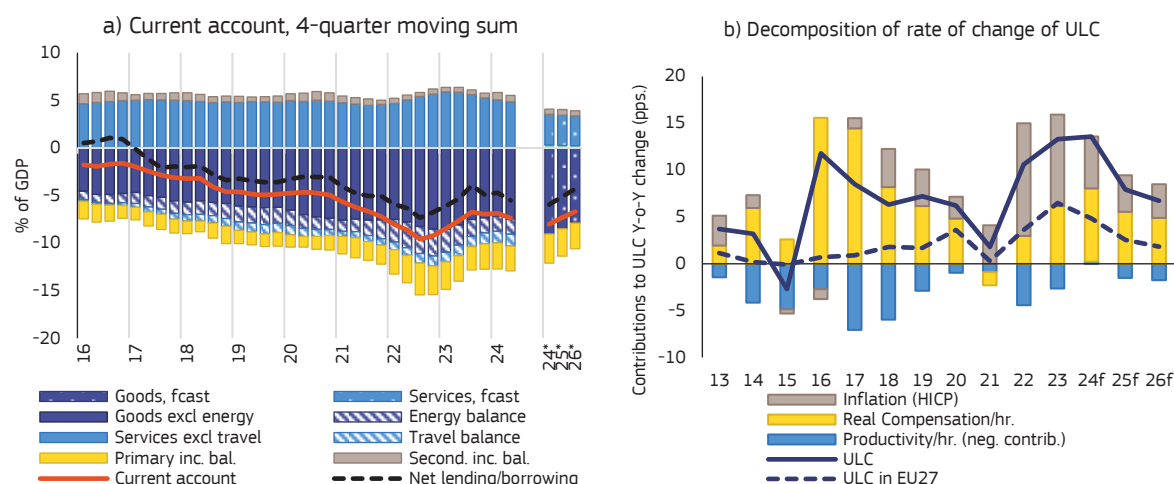 a) Current account, 4-quarter moving sum
% of GDP
10
5
0
-5
-10
-15
-20
16
17
18
19
20
21
22
23
24
24*
25*
26*
Goods, fcast
Services, fcast
Goods excl energy
Energy balance
Services excl travel
Travel balance
Primary inc. bal.
Second. inc. bal.
Current account
Net lending/borrowing
b) Decomposition of rate of change of ULC
Contributions to ULC Y-o-Y change (pps.)
20
15
10
5
0
-5
-10
13 14 15 16 17 18 19 20 21 22 23 24f 25f 26f
Inflation (HICP)
Real Compensation/hr.
Productivity/hr. (neg. contrib.)
ULC
ULC in EU27